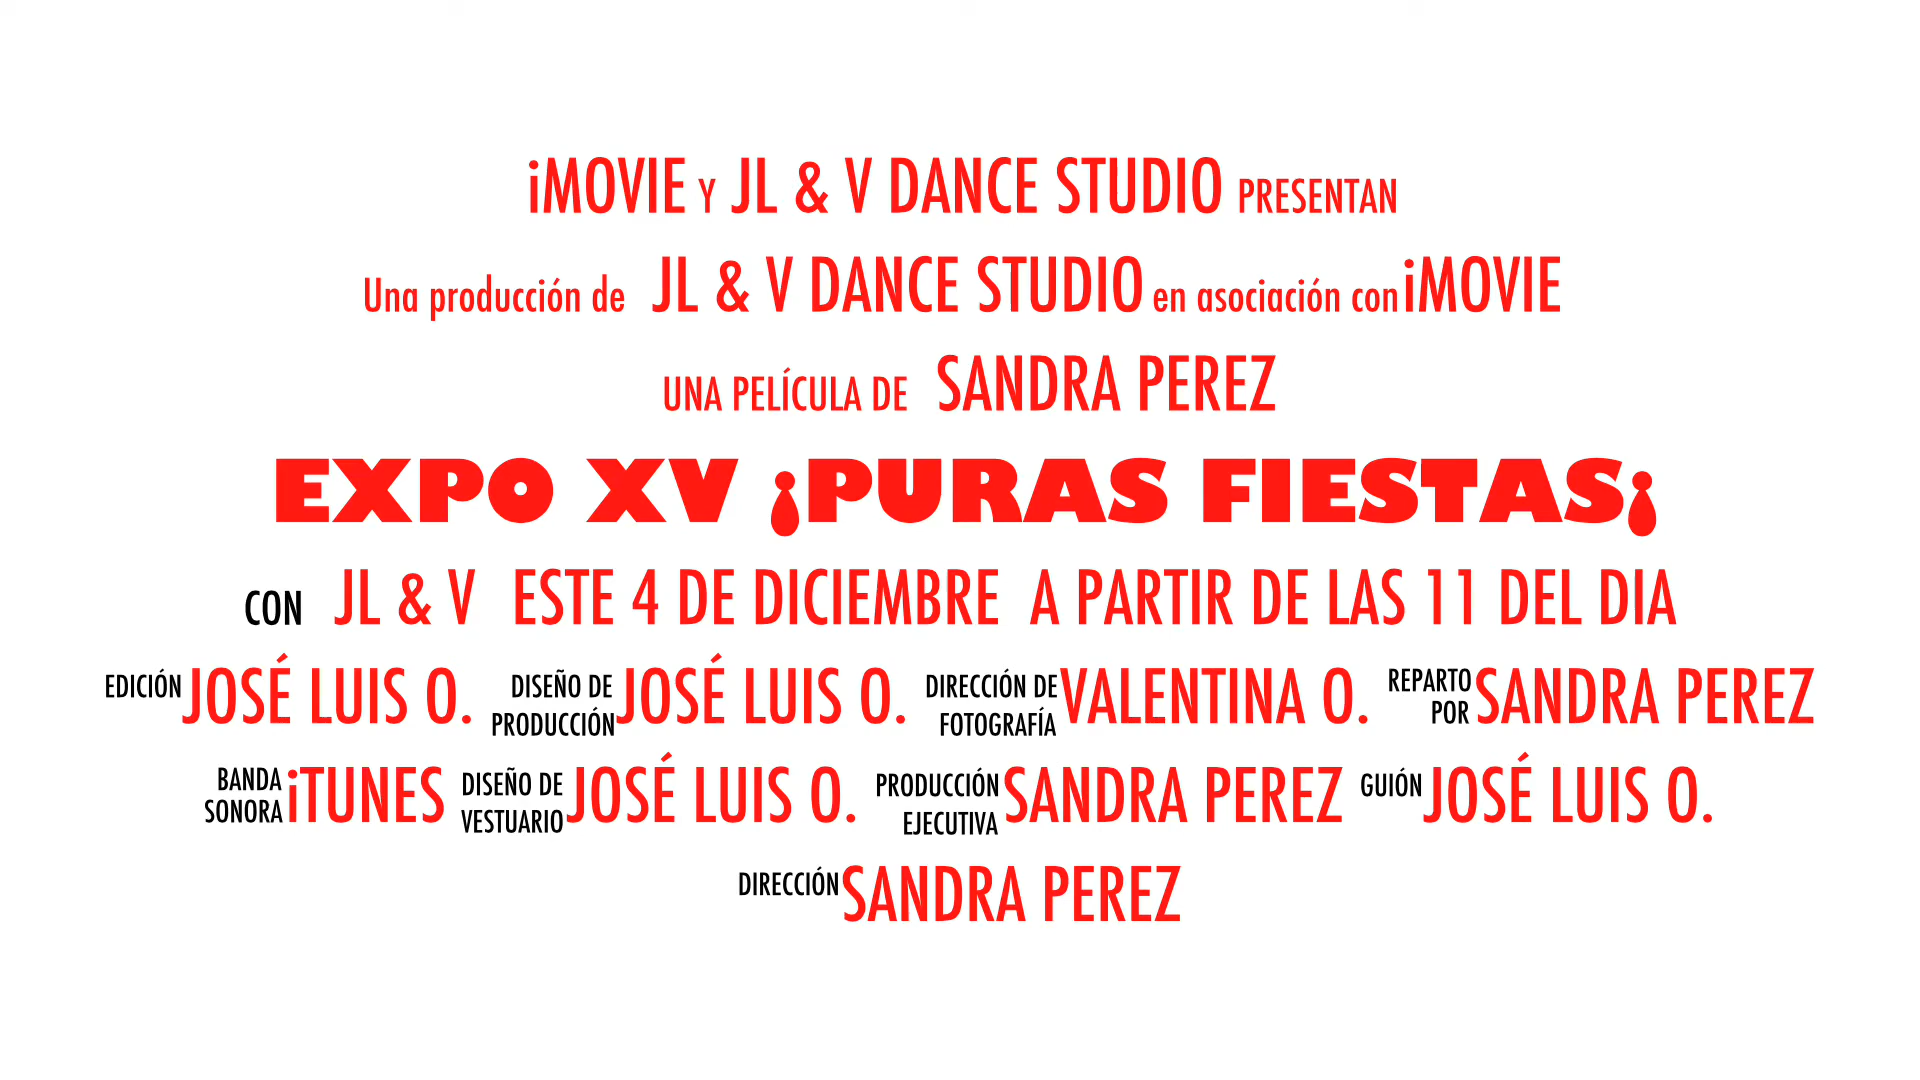 iMOVIE Y JL & V DANCE STUDIO PRESENTAN
Una producción de JL & V DANCE STUDIO en asociación con iMOVIE
UNA PELÍCULA DE SANDRA PEREZ
EXPO XV ¡PURAS FIESTAS¡
CON JL & V ESTE 4 DE DICIEMBRE A PARTIR DE LAS 11 DEL DIA
EDICIÓN JOSÉ LUIS O. DISEÑO DE PRODUCCIÓN JOSÉ LUIS O. DIRECCIÓN DE FOTOGRAFÍA VALENTINA O. REPARTO POR SANDRA PEREZ
BANDA SONORA iTUNES DISEÑO DE VESTUARIO JOSÉ LUIS O. PRODUCCIÓN EJECUTIVA SANDRA PEREZ GUIÓN JOSÉ LUIS O.
DIRECCIÓN SANDRA PEREZ